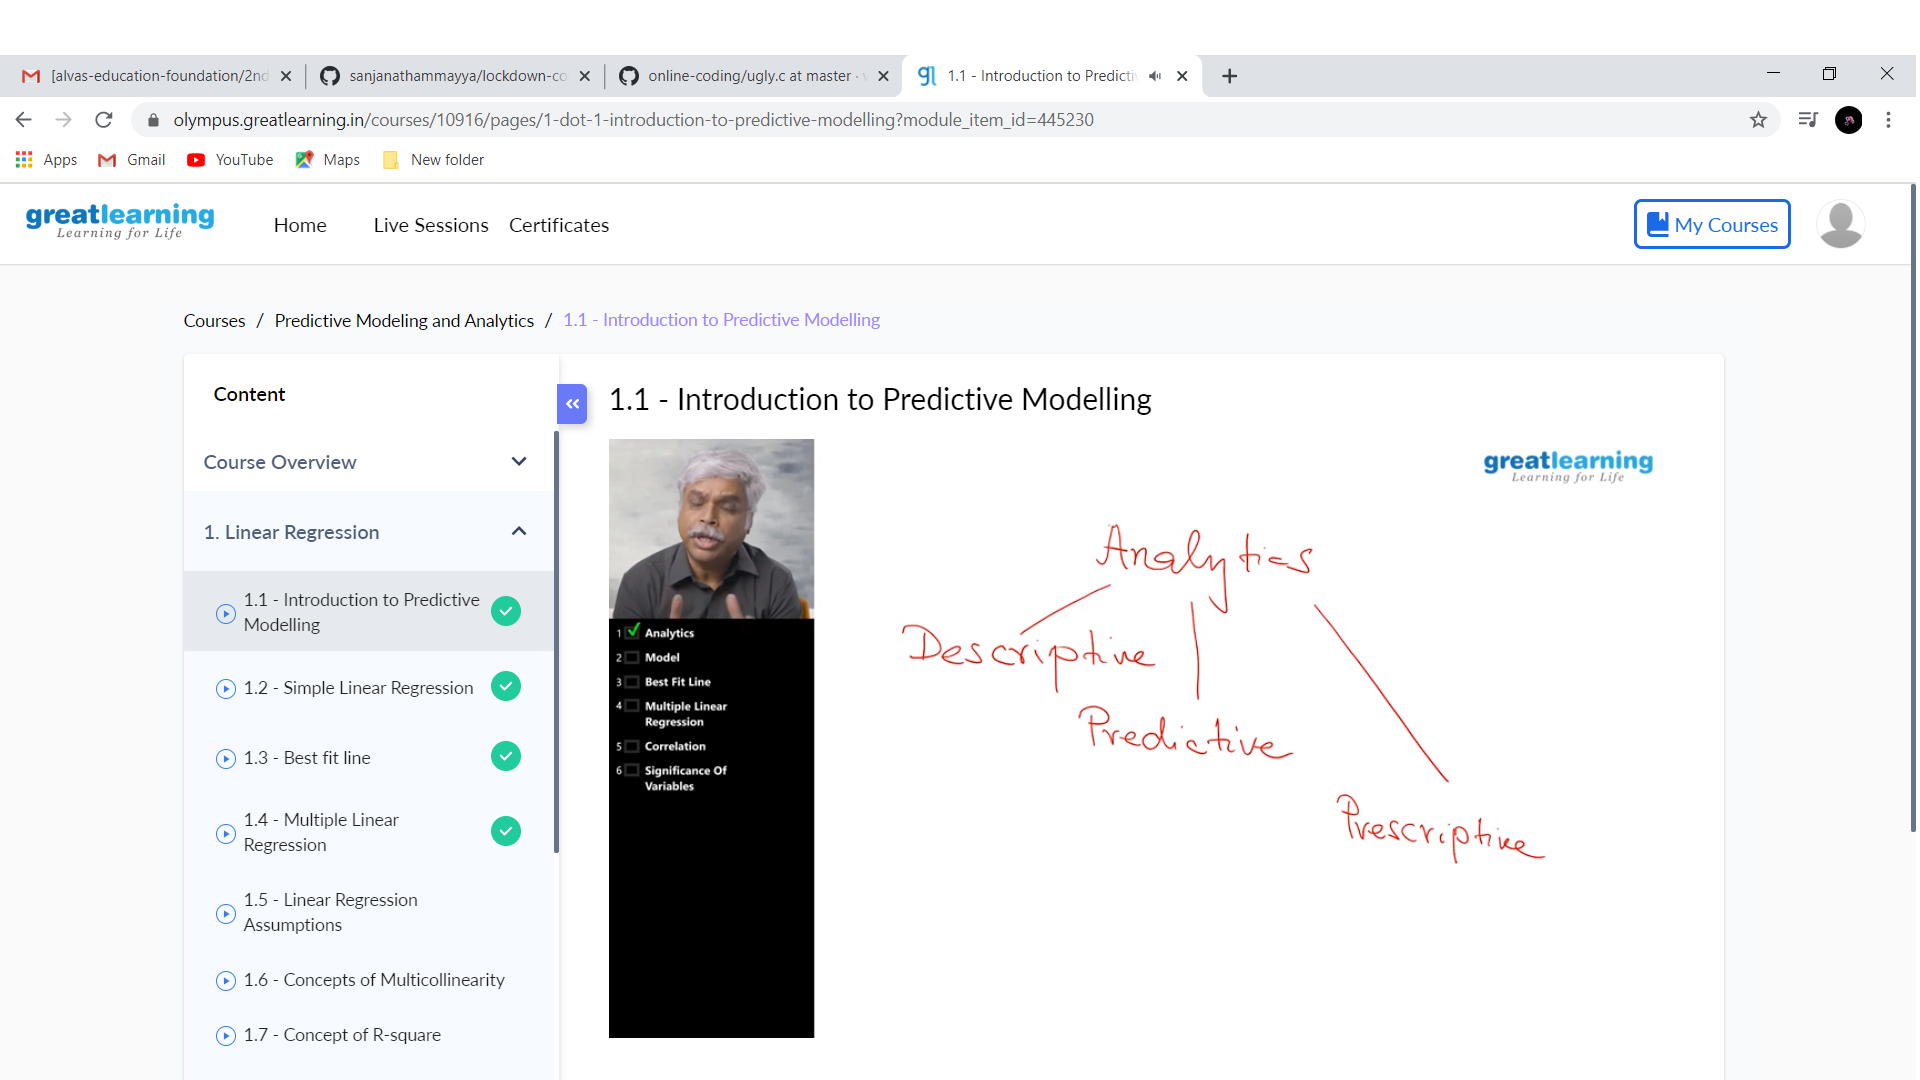 [alvas-education-foundation/2nd
sanjanathammayya/lockdown-co
online-coding/ugly.c at master ·
1.1 - Introduction to Predicti
olympus.greatlearning.in/courses/10916/pages/1-dot-1-introduction-to-predictive-modelling?module_item_id=445230
Apps
Gmail
YouTube
Maps
New folder
greatlearning
Learning for Life
Home
Live Sessions
Certificates
My Courses
Courses / Predictive Modeling and Analytics / 1.1 - Introduction to Predictive Modelling
Content
Course Overview
1. Linear Regression
1.1 - Introduction to Predictive
Modelling
1.2 - Simple Linear Regression
1.3 - Best fit line
1.4 - Multiple Linear
Regression
1.5 - Linear Regression
Assumptions
1.6 - Concepts of Multicollinearity
1.7 - Concept of R-square
1.1 - Introduction to Predictive Modelling
1 Analytics
2 Model
3 Best Fit Line
4 Multiple Linear
Regression
5 Correlation
6 Significance Of
Variables
greatlearning
Learning for Life
Analytics
Descriptive
Predictive
Prescriptive